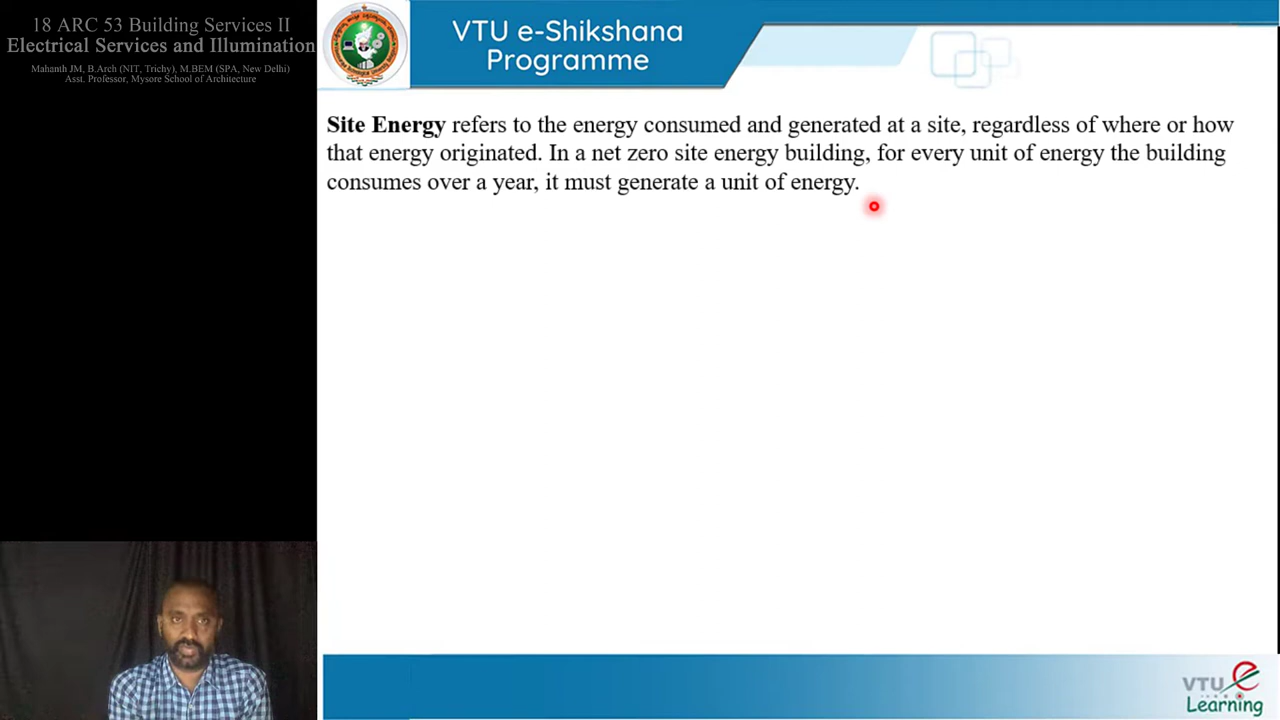 18 ARC 53 Building Services II
Electrical Services and Illumination
Mahanth JM, B.Arch (NIT, Trichy), M.BEM (SPA, New Delhi)
Asst. Professor, Mysore School of Architecture
VTU e-Shikshana
Programme
Site Energy refers to the energy consumed and generated at a site, regardless of where or how
that energy originated. In a net zero site energy building, for every unit of energy the building
consumes over a year, it must generate a unit of energy.
VTU e
Learning